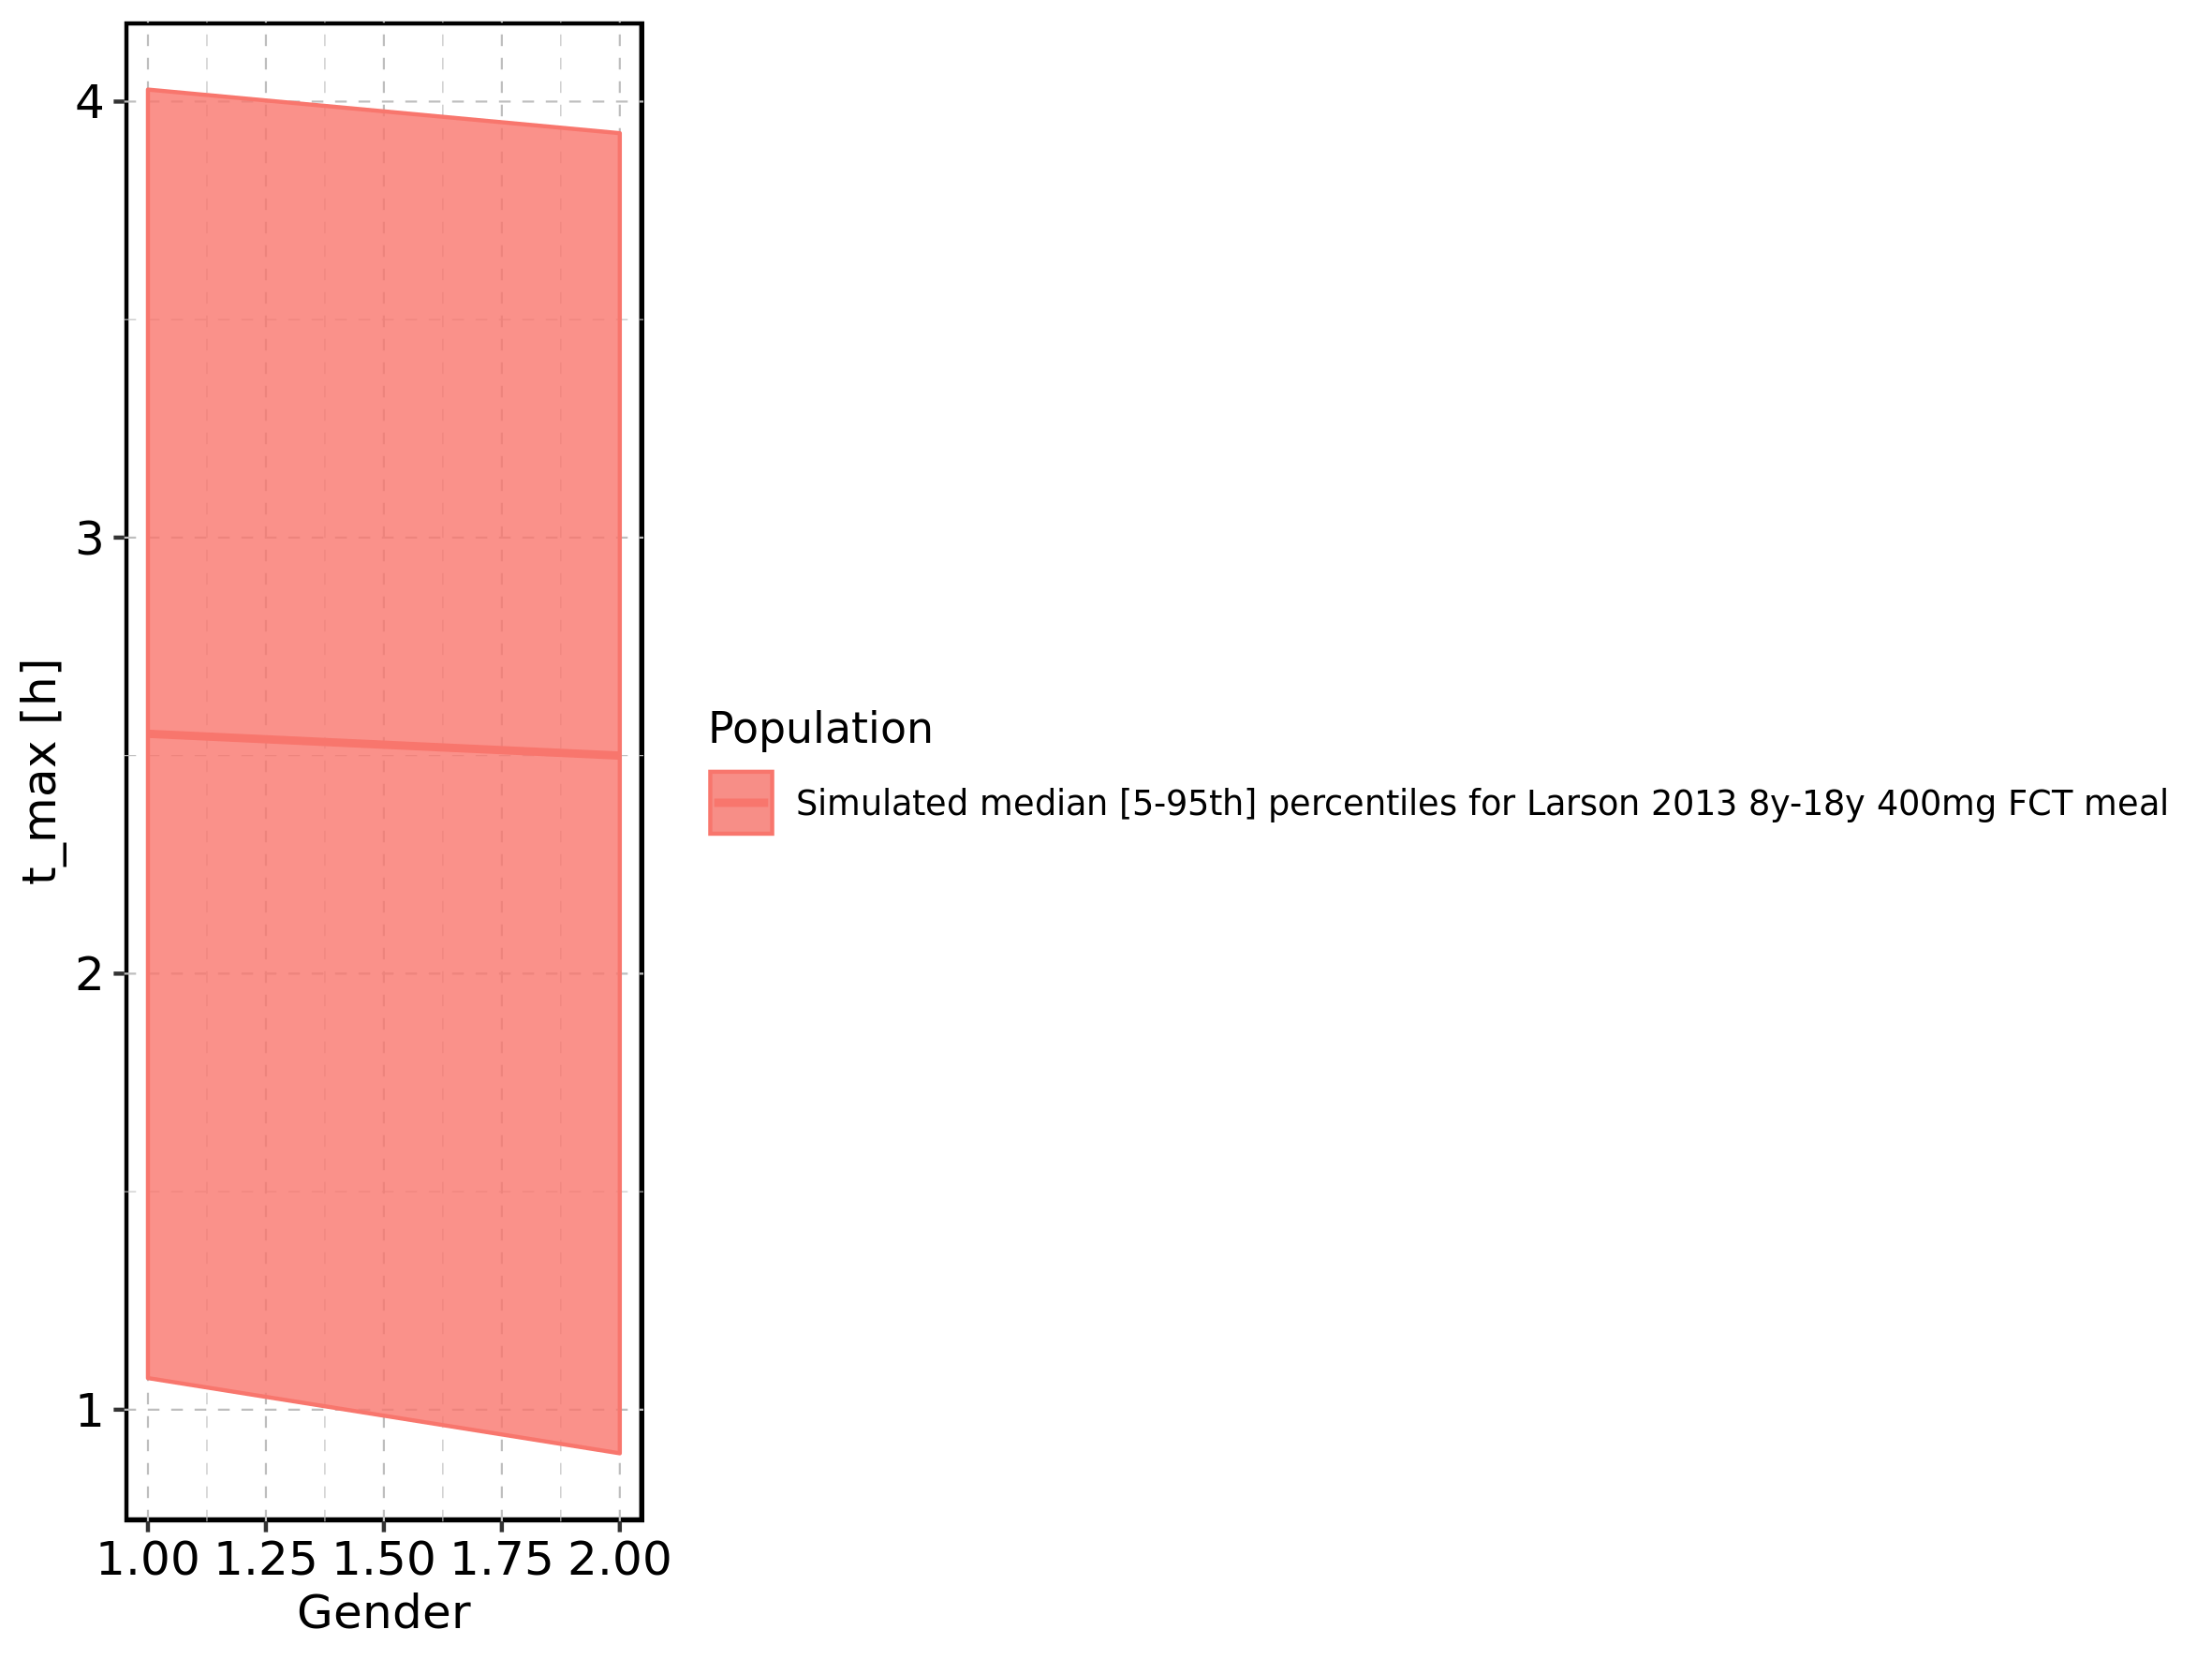 4
3
2
1
t_max [h]
1.00 1.25 1.50 1.75 2.00
Gender
Population
Simulated median [5-95th] percentiles for Larson 2013 8y-18y 400mg FCT meal